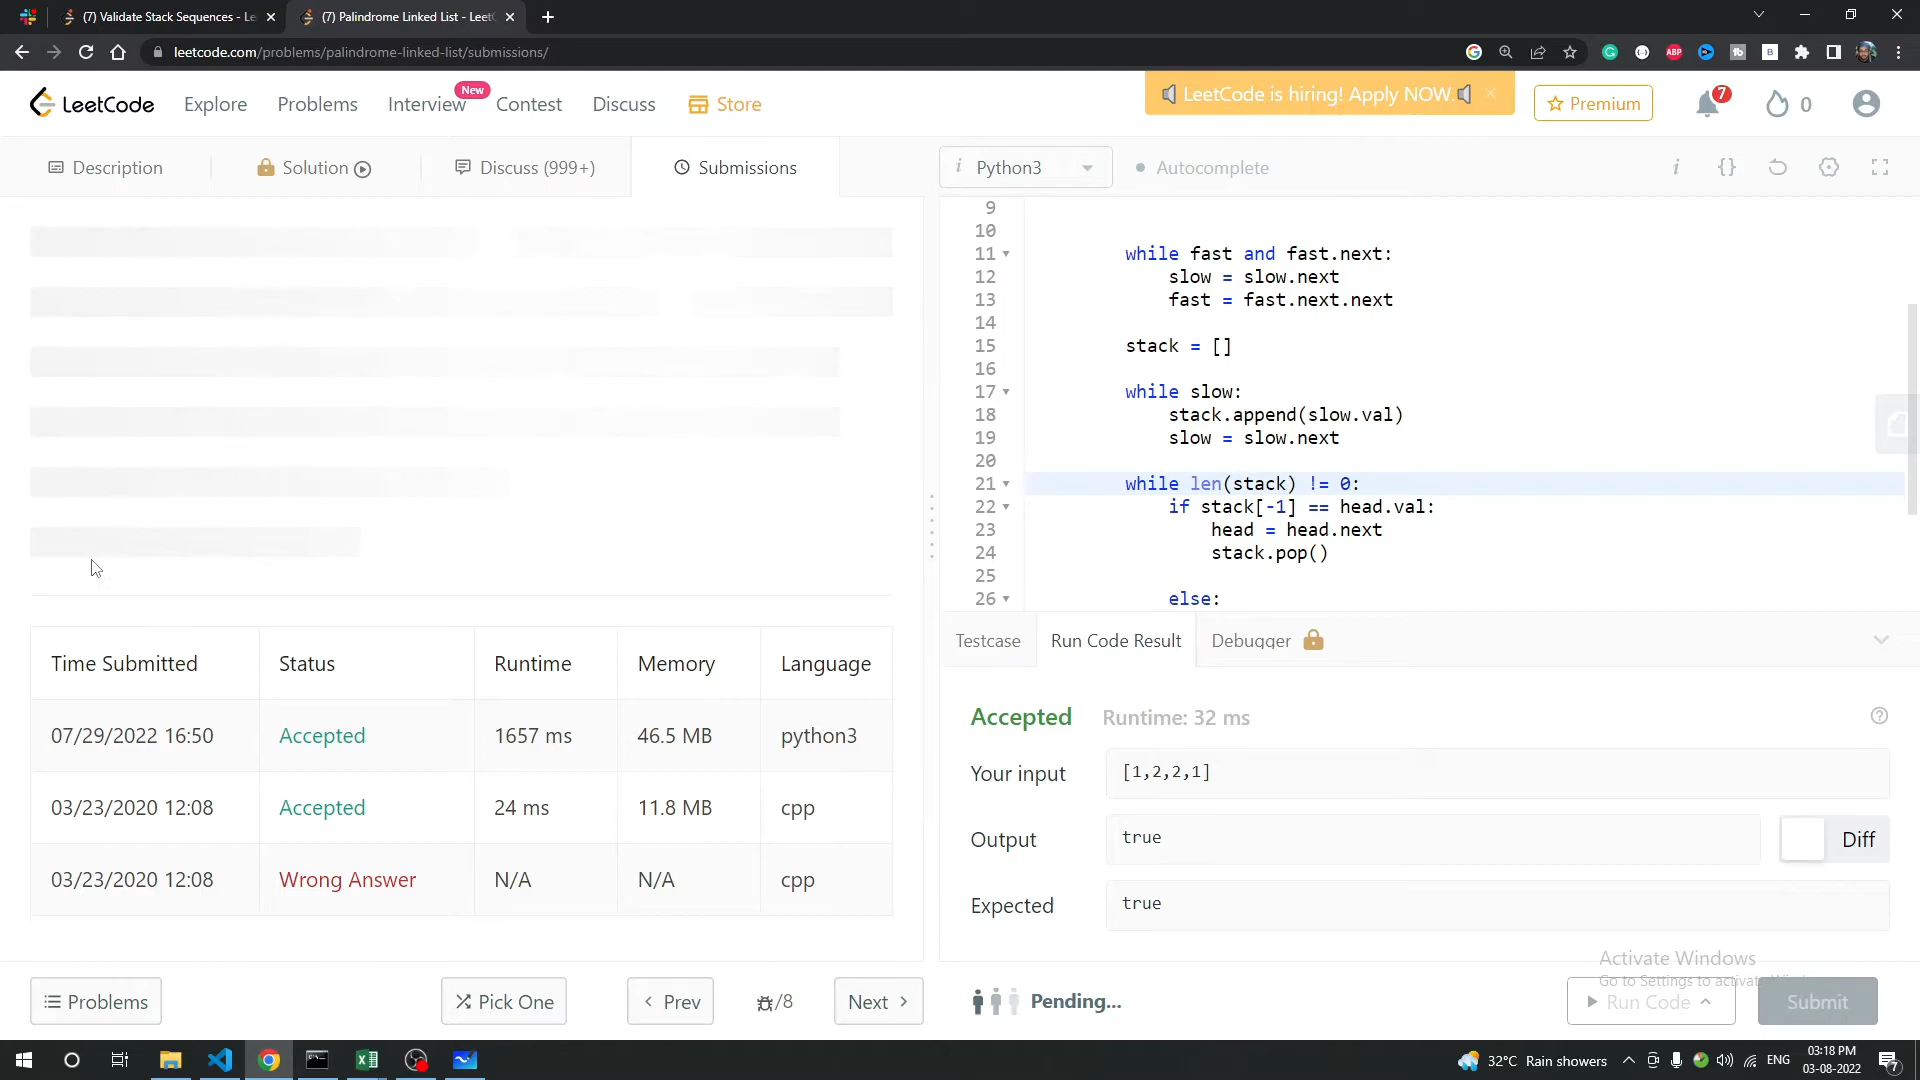 (7) Validate Stack Sequences - Le
(7) Palindrome Linked List - LeetC
leetcode.com/problems/palindrome-linked-list/submissions/
LeetCode
Explore
Problems
Interview
New
Contest
Discuss
Store
LeetCode is hiring! Apply NOW.
Premium
7
0
Description
Solution
Discuss (999+)
Submissions
i Python3
Autocomplete
9
10
11 while fast and fast.next:
12 slow = slow.next
13 fast = fast.next.next
14
15 stack = []
16
17 while slow:
18 stack.append(slow.val)
19 slow = slow.next
20
21 while len(stack) != 0:
22 if stack[-1] == head.val:
23 head = head.next
24 stack.pop()
25
26 else:
Time Submitted Status Runtime Memory Language
07/29/2022 16:50 Accepted 1657 ms 46.5 MB python3
03/23/2020 12:08 Accepted 24 ms 11.8 MB cpp
03/23/2020 12:08 Wrong Answer N/A N/A cpp
Testcase Run Code Result Debugger
Accepted Runtime: 32 ms
Your input [1,2,2,1]
Output true Diff
Expected true
Activate Windows
Go to Settings to activate
Problems
Pick One
Prev
/8
Next
Pending...
Run Code
Submit
32°C Rain showers
ENG
03:18 PM
03-08-2022
7